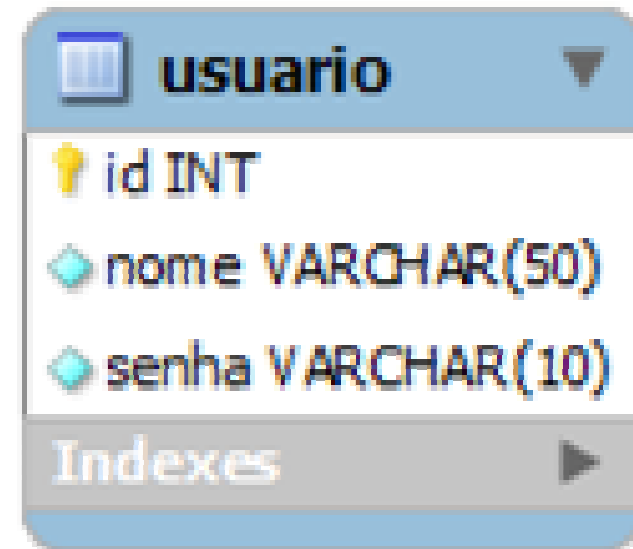 usuario
id INT
nome VARCHAR(50)
senha VARCHAR(10)
Indexes